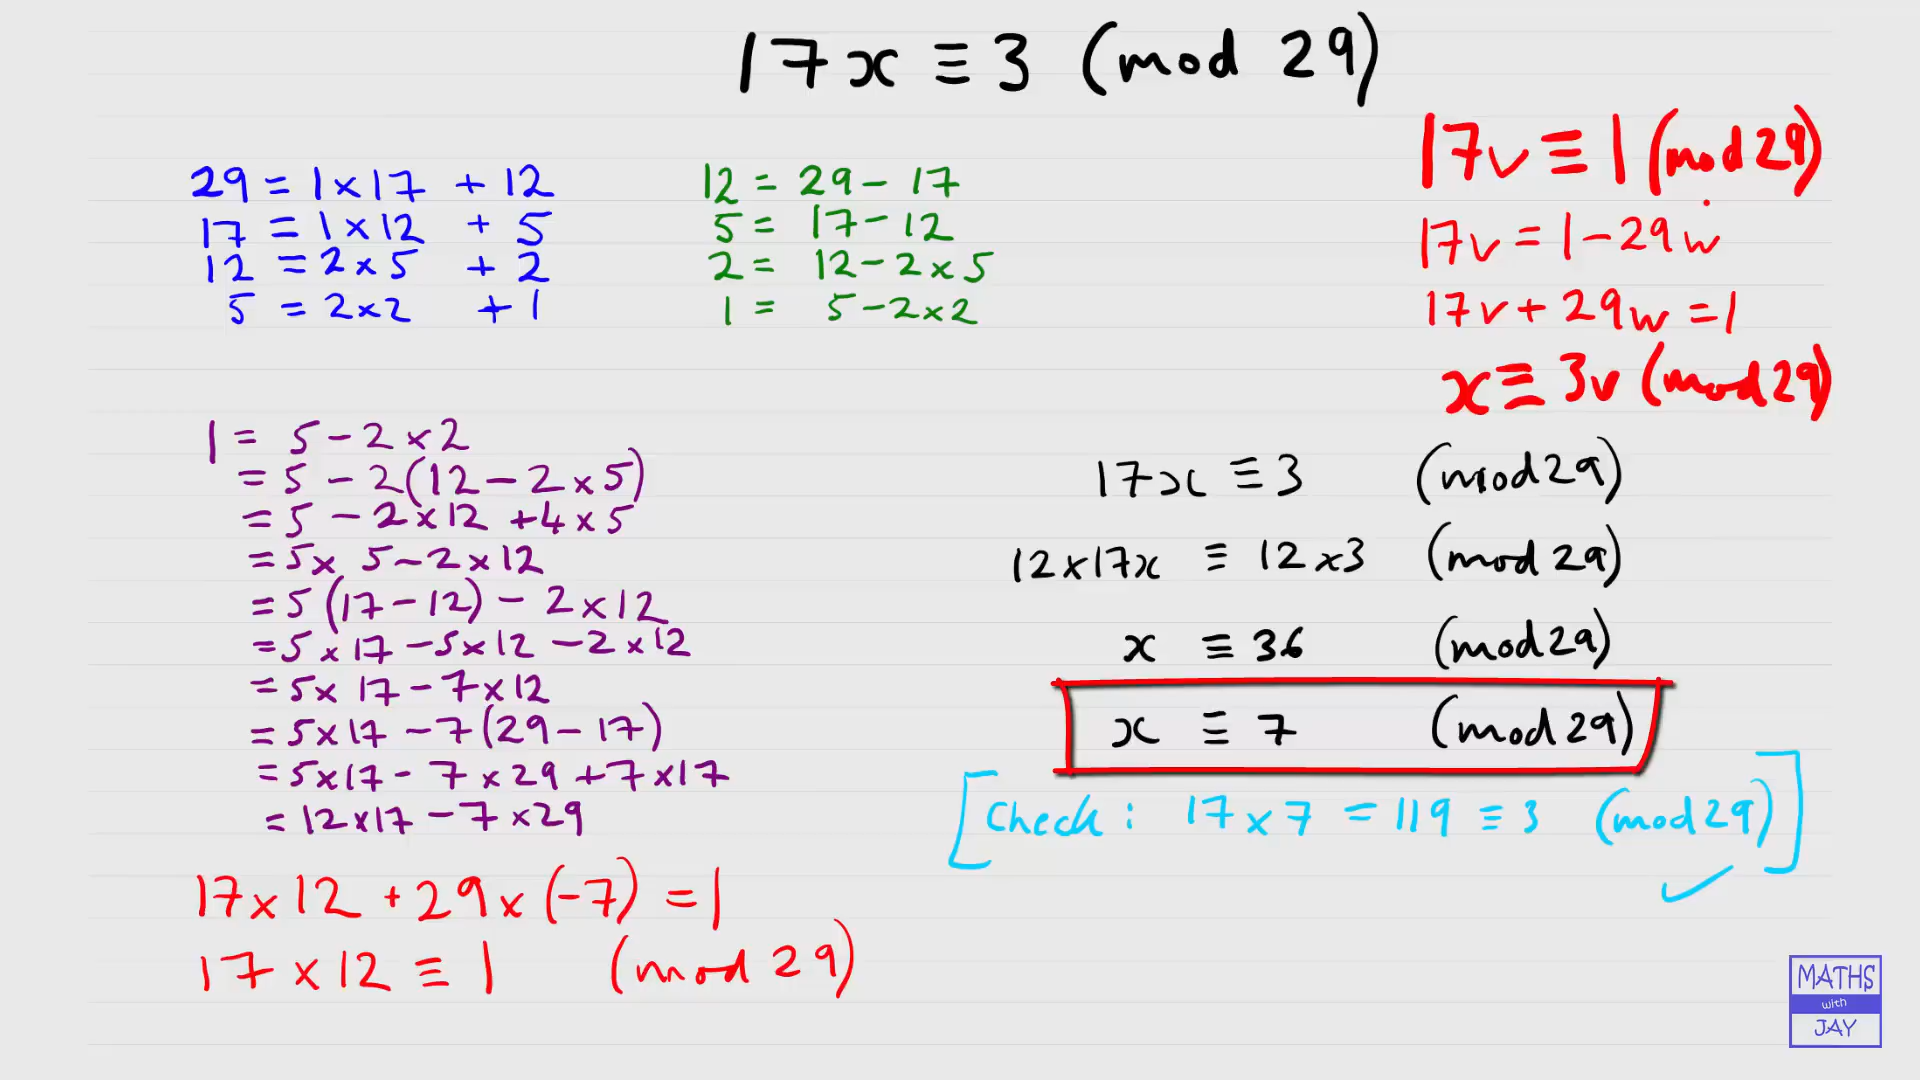 17x ≡ 3 (mod 29)
29 = 1×17 + 12
17 = 1×12 + 5
12 = 2×5 + 2
5 = 2×2 + 1
12 = 29 - 17
5 = 17 - 12
2 = 12 - 2×5
1 = 5 - 2×2
17v ≡ 1 (mod 29)
17v = 1 - 29w
17v + 29w = 1
x ≡ 3v (mod 29)
1 = 5 - 2×2
= 5 - 2(12 - 2×5)
= 5 - 2×12 + 4×5
= 5× 5 - 2×12
= 5(17 - 12) - 2×12
= 5×17 - 5×12 - 2×12
= 5×17 - 7×12
= 5×17 - 7(29 - 17)
= 5×17 - 7×29 + 7×17
= 12×17 - 7×29
17×12 + 29×(-7) = 1
17×12 ≡ 1 (mod 29)
17x ≡ 3 (mod 29)
12×17x ≡ 12×3 (mod 29)
x ≡ 36 (mod 29)
x ≡ 7 (mod 29)
[Check: 17×7 = 119 ≡ 3 (mod 29)]
✓
MATHS
with
JAY